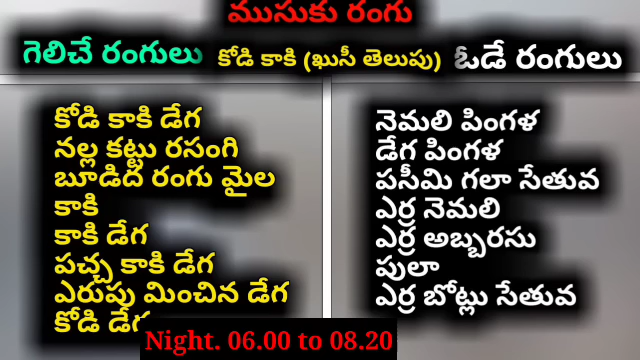 ముసుకు రంగు
గెలిచే రంగులు కోడి కాకి (ఖుసీ తెలుపు) ఓడే రంగులు
కోడి కాకి డేగ
నల్ల కట్టు రసంగి
బూడిద రంగు మైల
కాకి
కాకి డేగ
పచ్చ కాకి డేగ
ఎరుపు మించిన డేగ
కోడి డేగ
నెమలి పింగళ
డేగ పింగళ
పసీమి గలా సేతువ
ఎర్ర నెమలి
ఎర్ర అబ్బరసు
పులా
ఎర్ర బోట్లు సేతువ
Night. 06.00 to 08.20